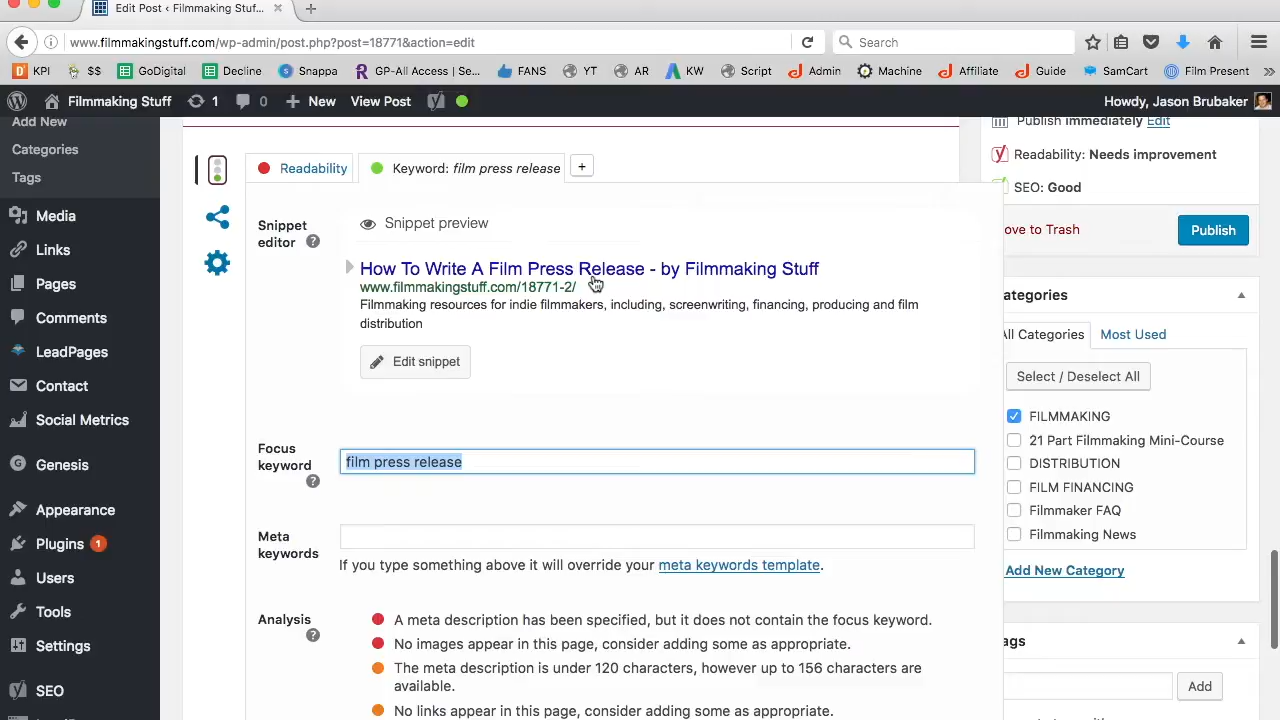 Edit Post ‹ Filmmaking Stuf...
www.filmmakingstuff.com/wp-admin/post.php?post=18771&action=edit
Search
KPI
$$
GoDigital
Decline
Snappa
GP-All Access | Se...
FANS
YT
AR
KW
Script
Admin
Machine
Affiliate
Guide
SamCart
Film Present
Filmmaking Stuff
1
0
New
View Post
Howdy, Jason Brubaker
Add New
Categories
Tags
Media
Links
Pages
Comments
LeadPages
Contact
Social Metrics
Genesis
Appearance
Plugins 1
Users
Tools
Settings
SEO
Readability
Keyword: film press release
+
Snippet
editor ?
Snippet preview
How To Write A Film Press Release - by Filmmaking Stuff
www.filmmakingstuff.com/18771-2/
Filmmaking resources for indie filmmakers, including, screenwriting, financing, producing and film
distribution
Edit snippet
Focus
keyword
?
film press release
Meta
keywords
If you type something above it will override your meta keywords template.
Analysis
?
A meta description has been specified, but it does not contain the focus keyword.
No images appear in this page, consider adding some as appropriate.
The meta description is under 120 characters, however up to 156 characters are
available.
No links appear in this page, consider adding some as appropriate.
Publish immediately Edit
Readability: Needs improvement
SEO: Good
ove to Trash
Publish
ategories
All Categories
Most Used
Select / Deselect All
FILMMAKING
21 Part Filmmaking Mini-Course
DISTRIBUTION
FILM FINANCING
Filmmaker FAQ
Filmmaking News
Add New Category
ags
Add